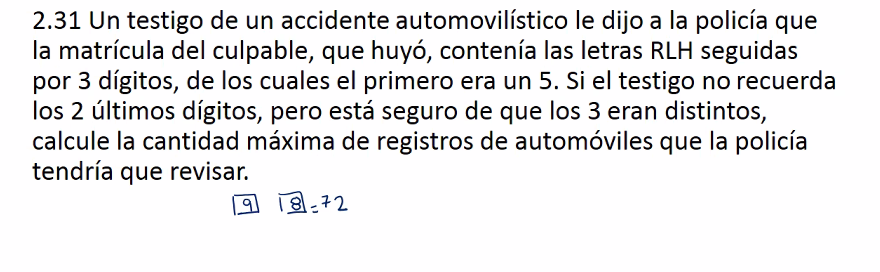 2.31 Un testigo de un accidente automovilístico le dijo a la policía que
la matrícula del culpable, que huyó, contenía las letras RLH seguidas
por 3 dígitos, de los cuales el primero era un 5. Si el testigo no recuerda
los 2 últimos dígitos, pero está seguro de que los 3 eran distintos,
calcule la cantidad máxima de registros de automóviles que la policía
tendría que revisar.
9 8 = 72